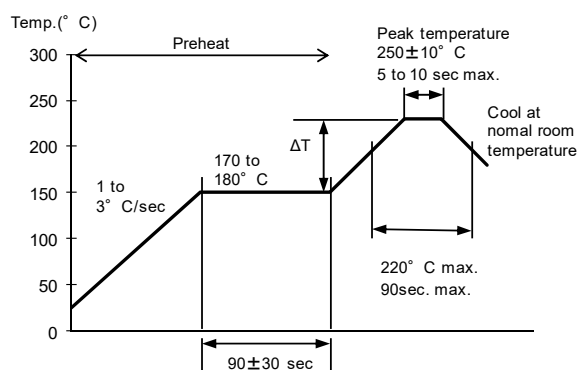 Temp.(° C)
300
250
200
150
100
50
0
Preheat
1 to
3° C/sec
170 to
180° C
ΔT
Peak temperature
250±10° C
5 to 10 sec max.
Cool at
nomal room
temperature
220° C max.
90sec. max.
90±30 sec